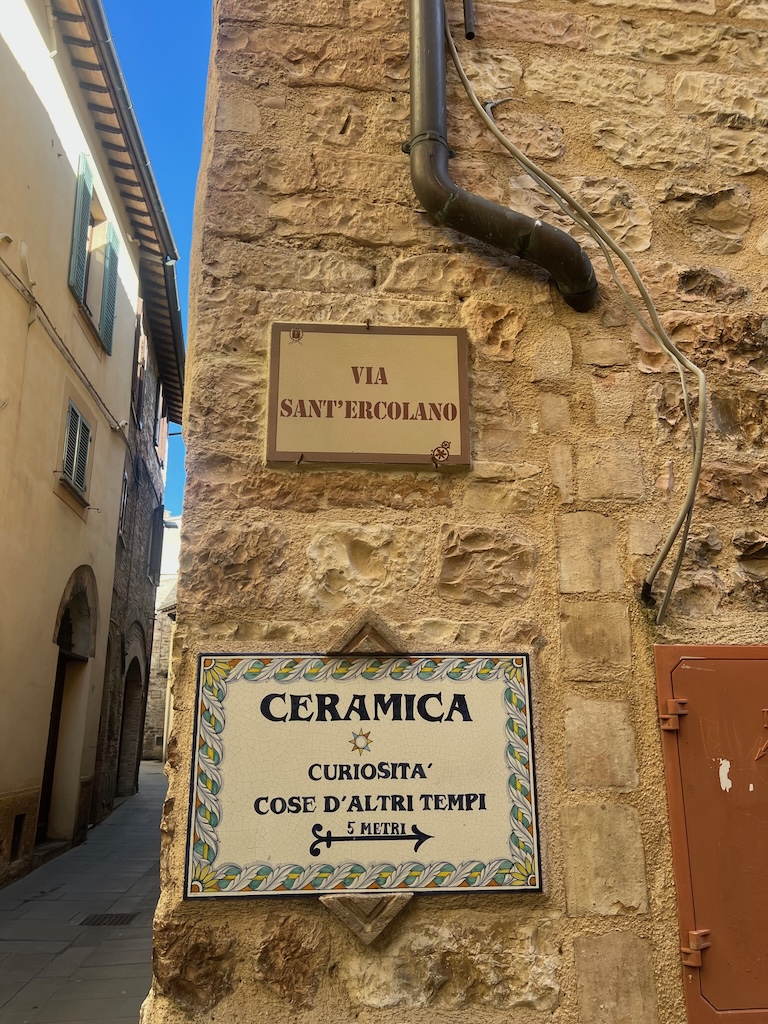 VIA
SANT'ERCOLANO
CERAMICA
CURIOSITA'
COSE D'ALTRI TEMPI
5 METRI